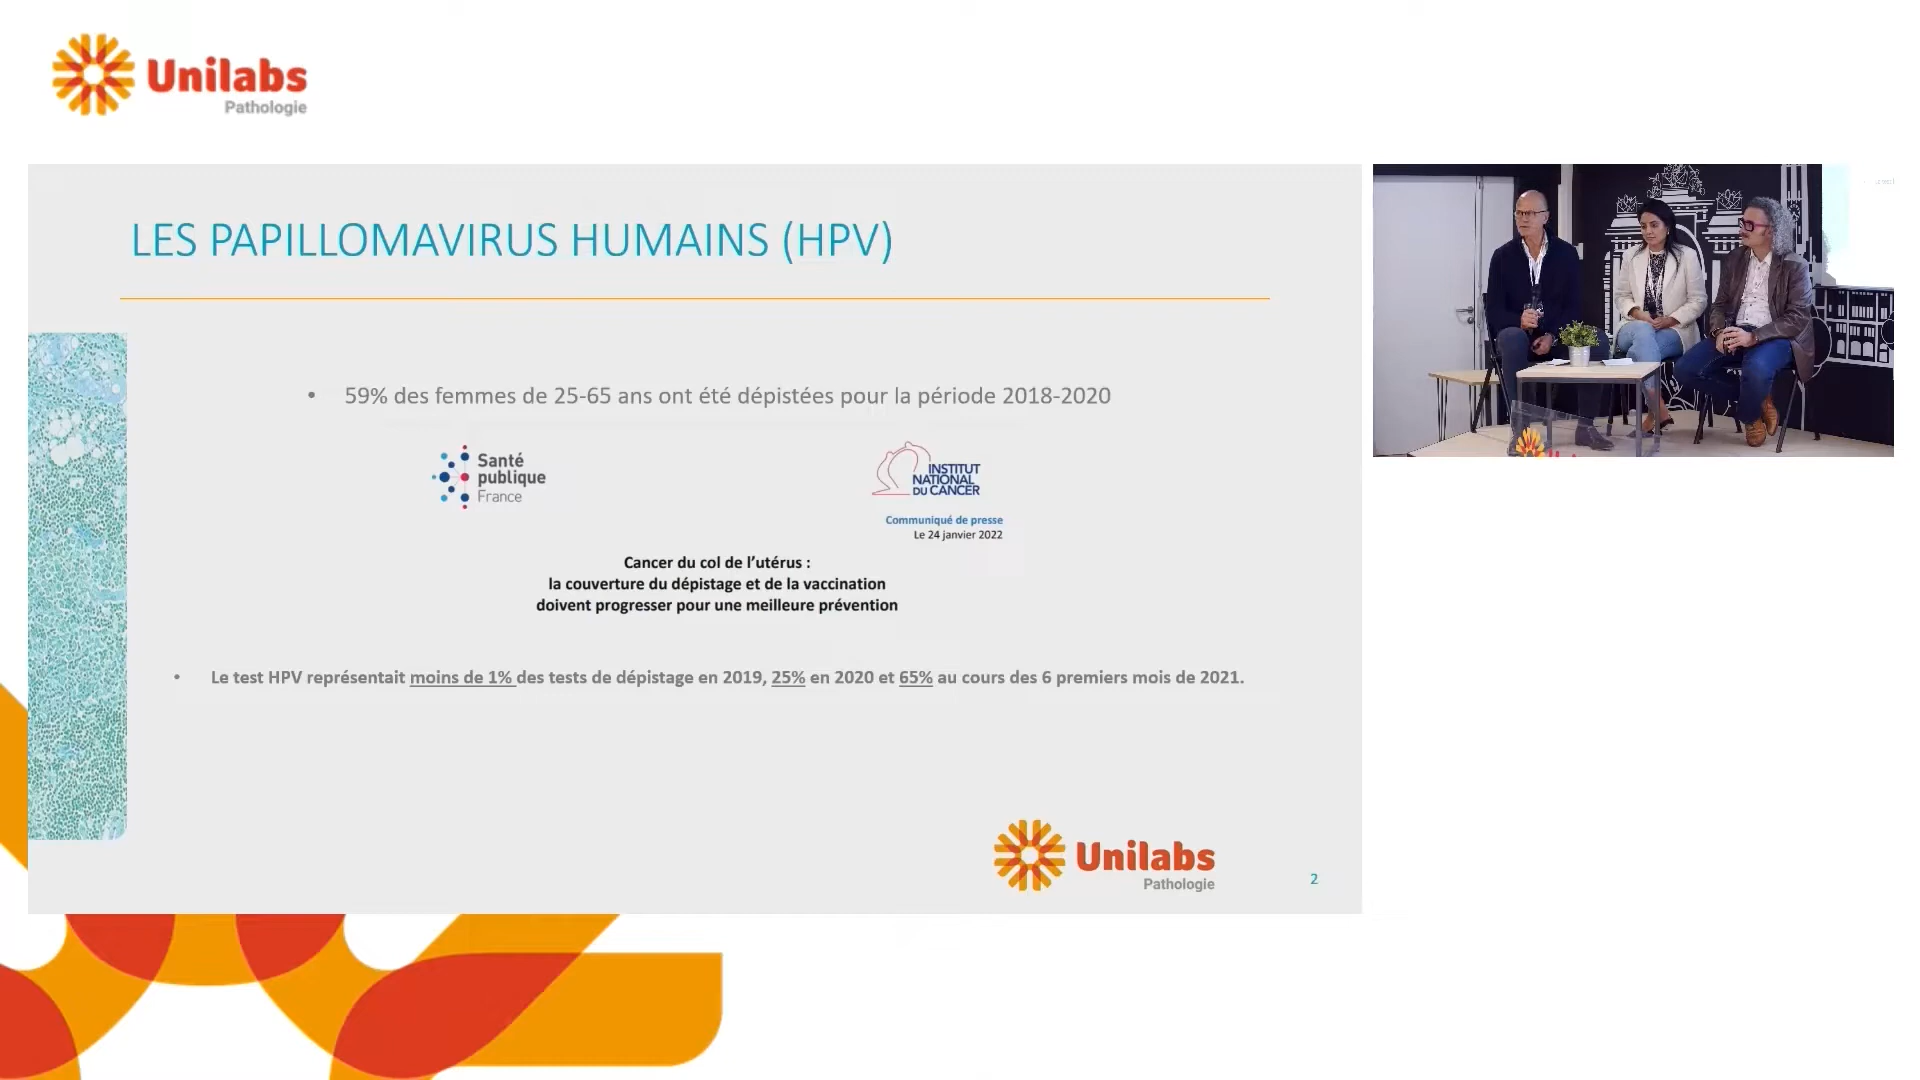 Unilabs
Pathologie
LES PAPILLOMAVIRUS HUMAINS (HPV)
• 59% des femmes de 25-65 ans ont été dépistées pour la période 2018-2020
Santé
publique
France
INSTITUT
NATIONAL
DU CANCER
Communiqué de presse
Le 24 janvier 2022
Cancer du col de l’utérus :
la couverture du dépistage et de la vaccination
doivent progresser pour une meilleure prévention
• Le test HPV représentait moins de 1% des tests de dépistage en 2019, 25% en 2020 et 65% au cours des 6 premiers mois de 2021.
Unilabs
Pathologie
2